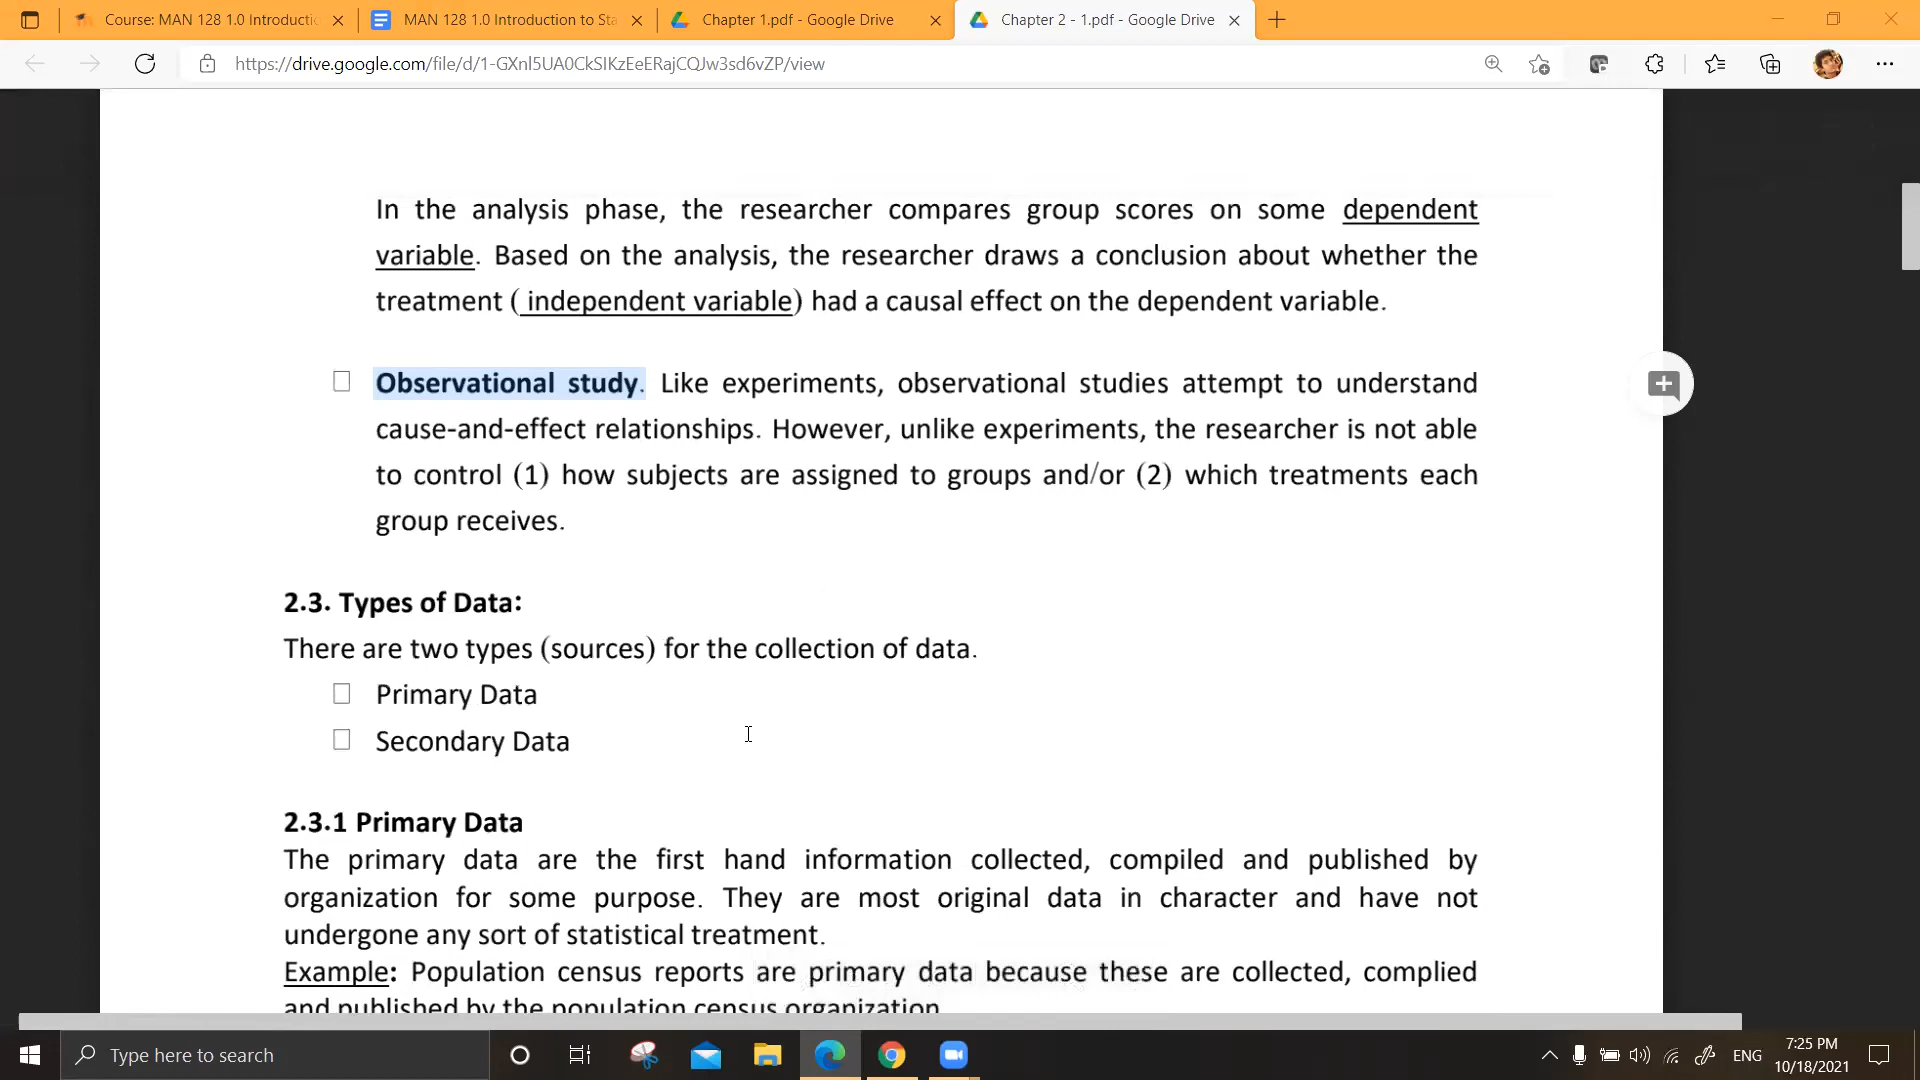 Course: MAN 128 1.0 Introductic
MAN 128 1.0 Introduction to Sta
Chapter 1.pdf - Google Drive
Chapter 2 - 1.pdf - Google Drive
https://drive.google.com/file/d/1-GXnl5UA0CkSIKzEeERajCQJw3sd6vZP/view
In the analysis phase, the researcher compares group scores on some dependent
variable. Based on the analysis, the researcher draws a conclusion about whether the
treatment ( independent variable) had a causal effect on the dependent variable.
Observational study. Like experiments, observational studies attempt to understand
cause-and-effect relationships. However, unlike experiments, the researcher is not able
to control (1) how subjects are assigned to groups and/or (2) which treatments each
group receives.
2.3. Types of Data:
There are two types (sources) for the collection of data.
Primary Data
Secondary Data
2.3.1 Primary Data
The primary data are the first hand information collected, compiled and published by
organization for some purpose. They are most original data in character and have not
undergone any sort of statistical treatment.
Example: Population census reports are primary data because these are collected, complied
and published by the population census organization.
Type here to search
ENG
7:25 PM
10/18/2021